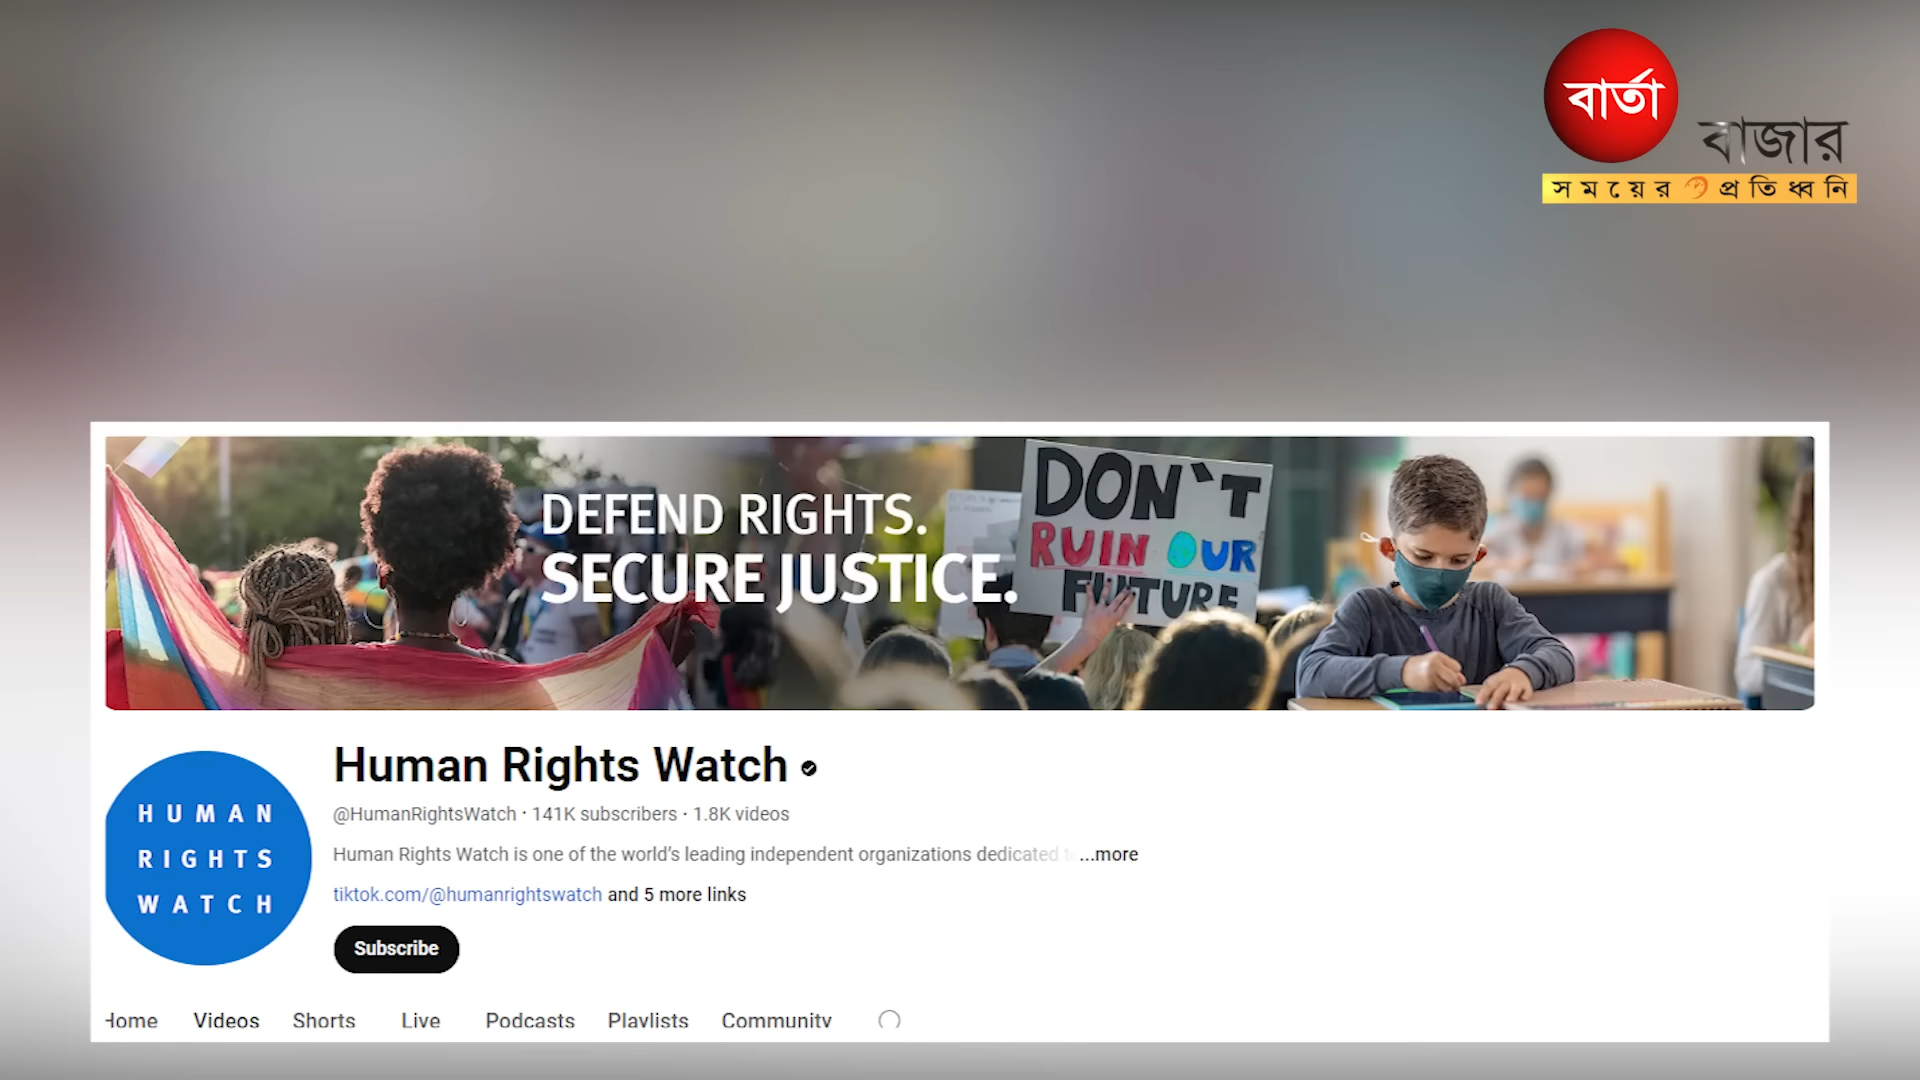 বার্তা
বাজার
সময়ের প্রতিধ্বনি
DEFEND RIGHTS.
SECURE JUSTICE.
DON`T
RUIN OUR
FUTURE
HUMAN
RIGHTS
WATCH
Human Rights Watch
@HumanRightsWatch · 141K subscribers · 1.8K videos
Human Rights Watch is one of the world's leading independent organizations dedicated ...more
tiktok.com/@humanrightswatch and 5 more links
Subscribe
Home Videos Shorts Live Podcasts Playlists Community